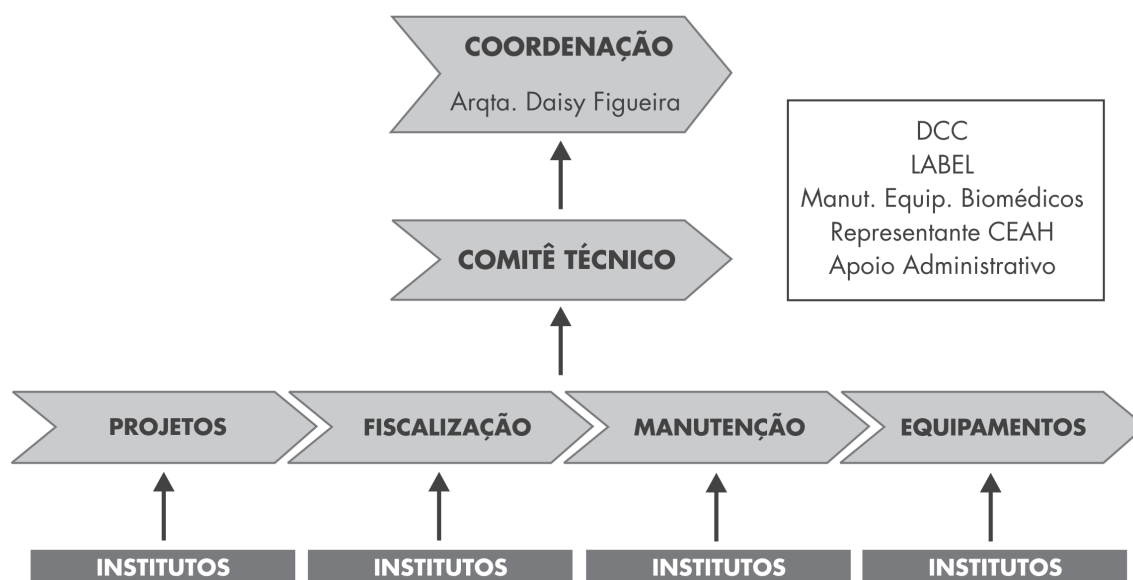 COORDENAÇÃO
Arqta. Daisy Figueira
DCC
LABEL
Manut. Equip. Biomédicos
Representante CEAH
Apoio Administrativo
COMITÊ TÉCNICO
PROJETOS
FISCALIZAÇÃO
MANUTENÇÃO
EQUIPAMENTOS
INSTITUTOS
INSTITUTOS
INSTITUTOS
INSTITUTOS